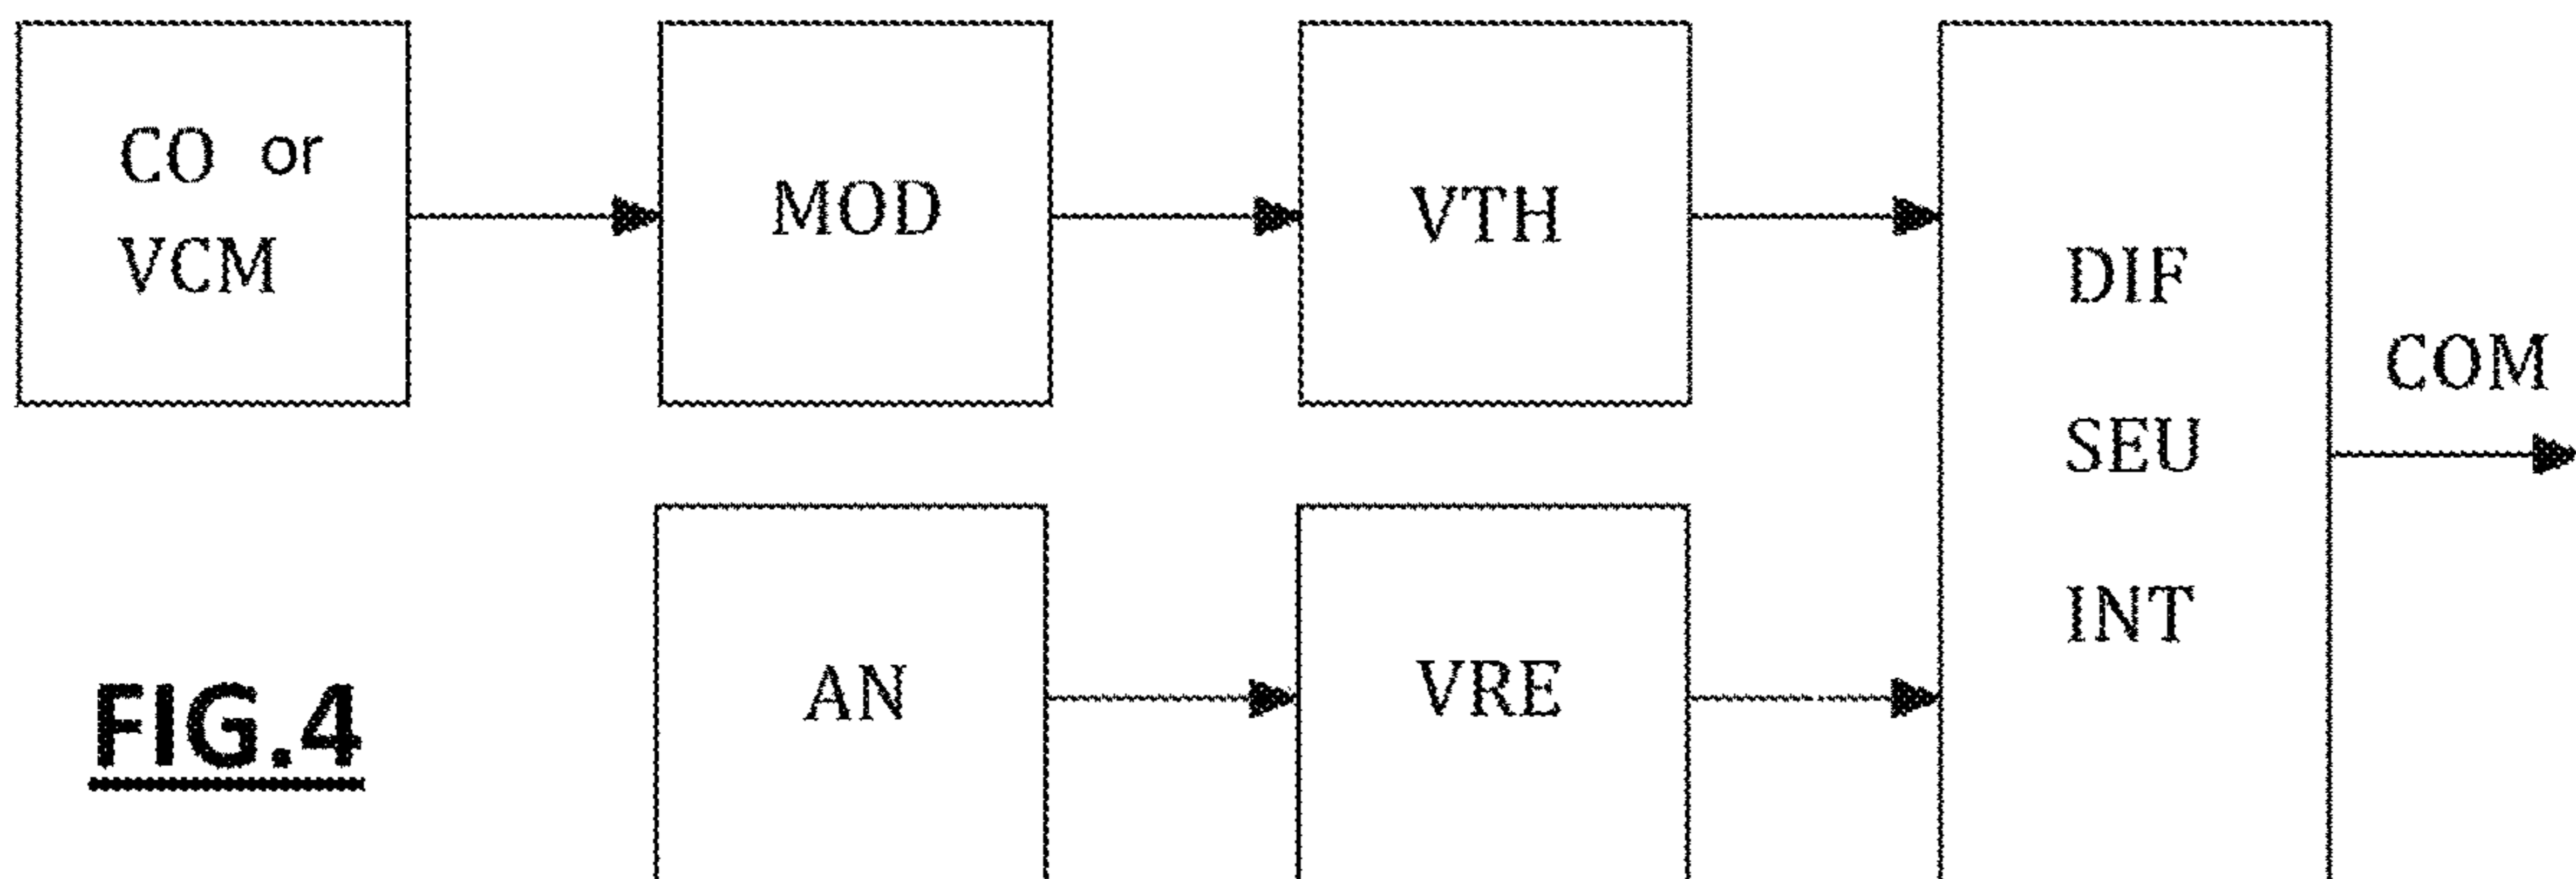 CO or
VCM
MOD
VTH
DIF
SEU
INT
COM
AN
VRE
FIG.4